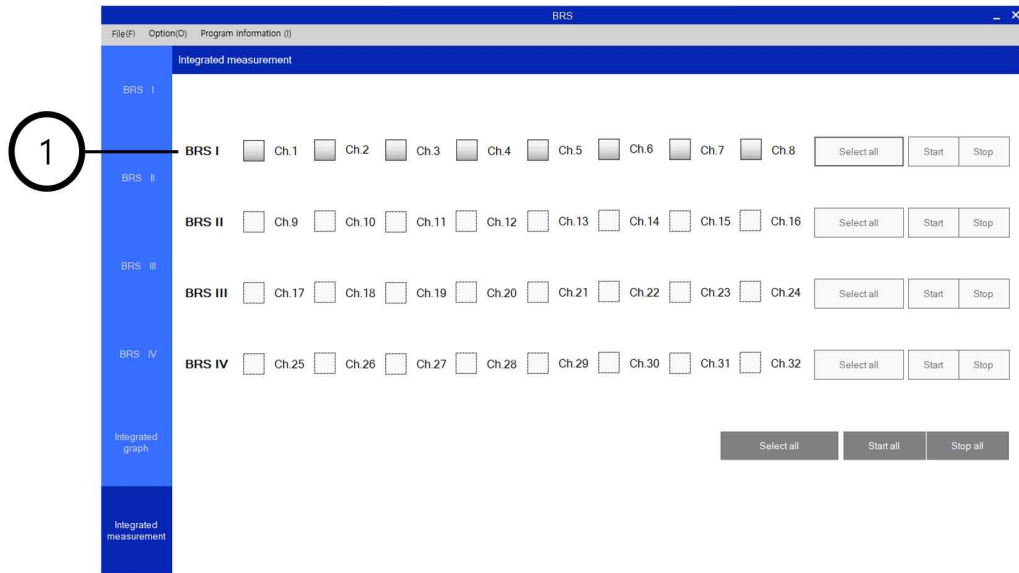 BRS
File(F) Option(O) Program information (I)
Integrated measurement
BRS I
1
BRS I Ch.1 Ch.2 Ch.3 Ch.4 Ch.5 Ch.6 Ch.7 Ch.8 Select all Start Stop
BRS II
BRS II Ch.9 Ch.10 Ch.11 Ch.12 Ch.13 Ch.14 Ch.15 Ch.16 Select all Start Stop
BRS III
BRS III Ch.17 Ch.18 Ch.19 Ch.20 Ch.21 Ch.22 Ch.23 Ch.24 Select all Start Stop
BRS IV
BRS IV Ch.25 Ch.26 Ch.27 Ch.28 Ch.29 Ch.30 Ch.31 Ch.32 Select all Start Stop
Integrated
graph
Select all Start all Stop all
Integrated
measurement